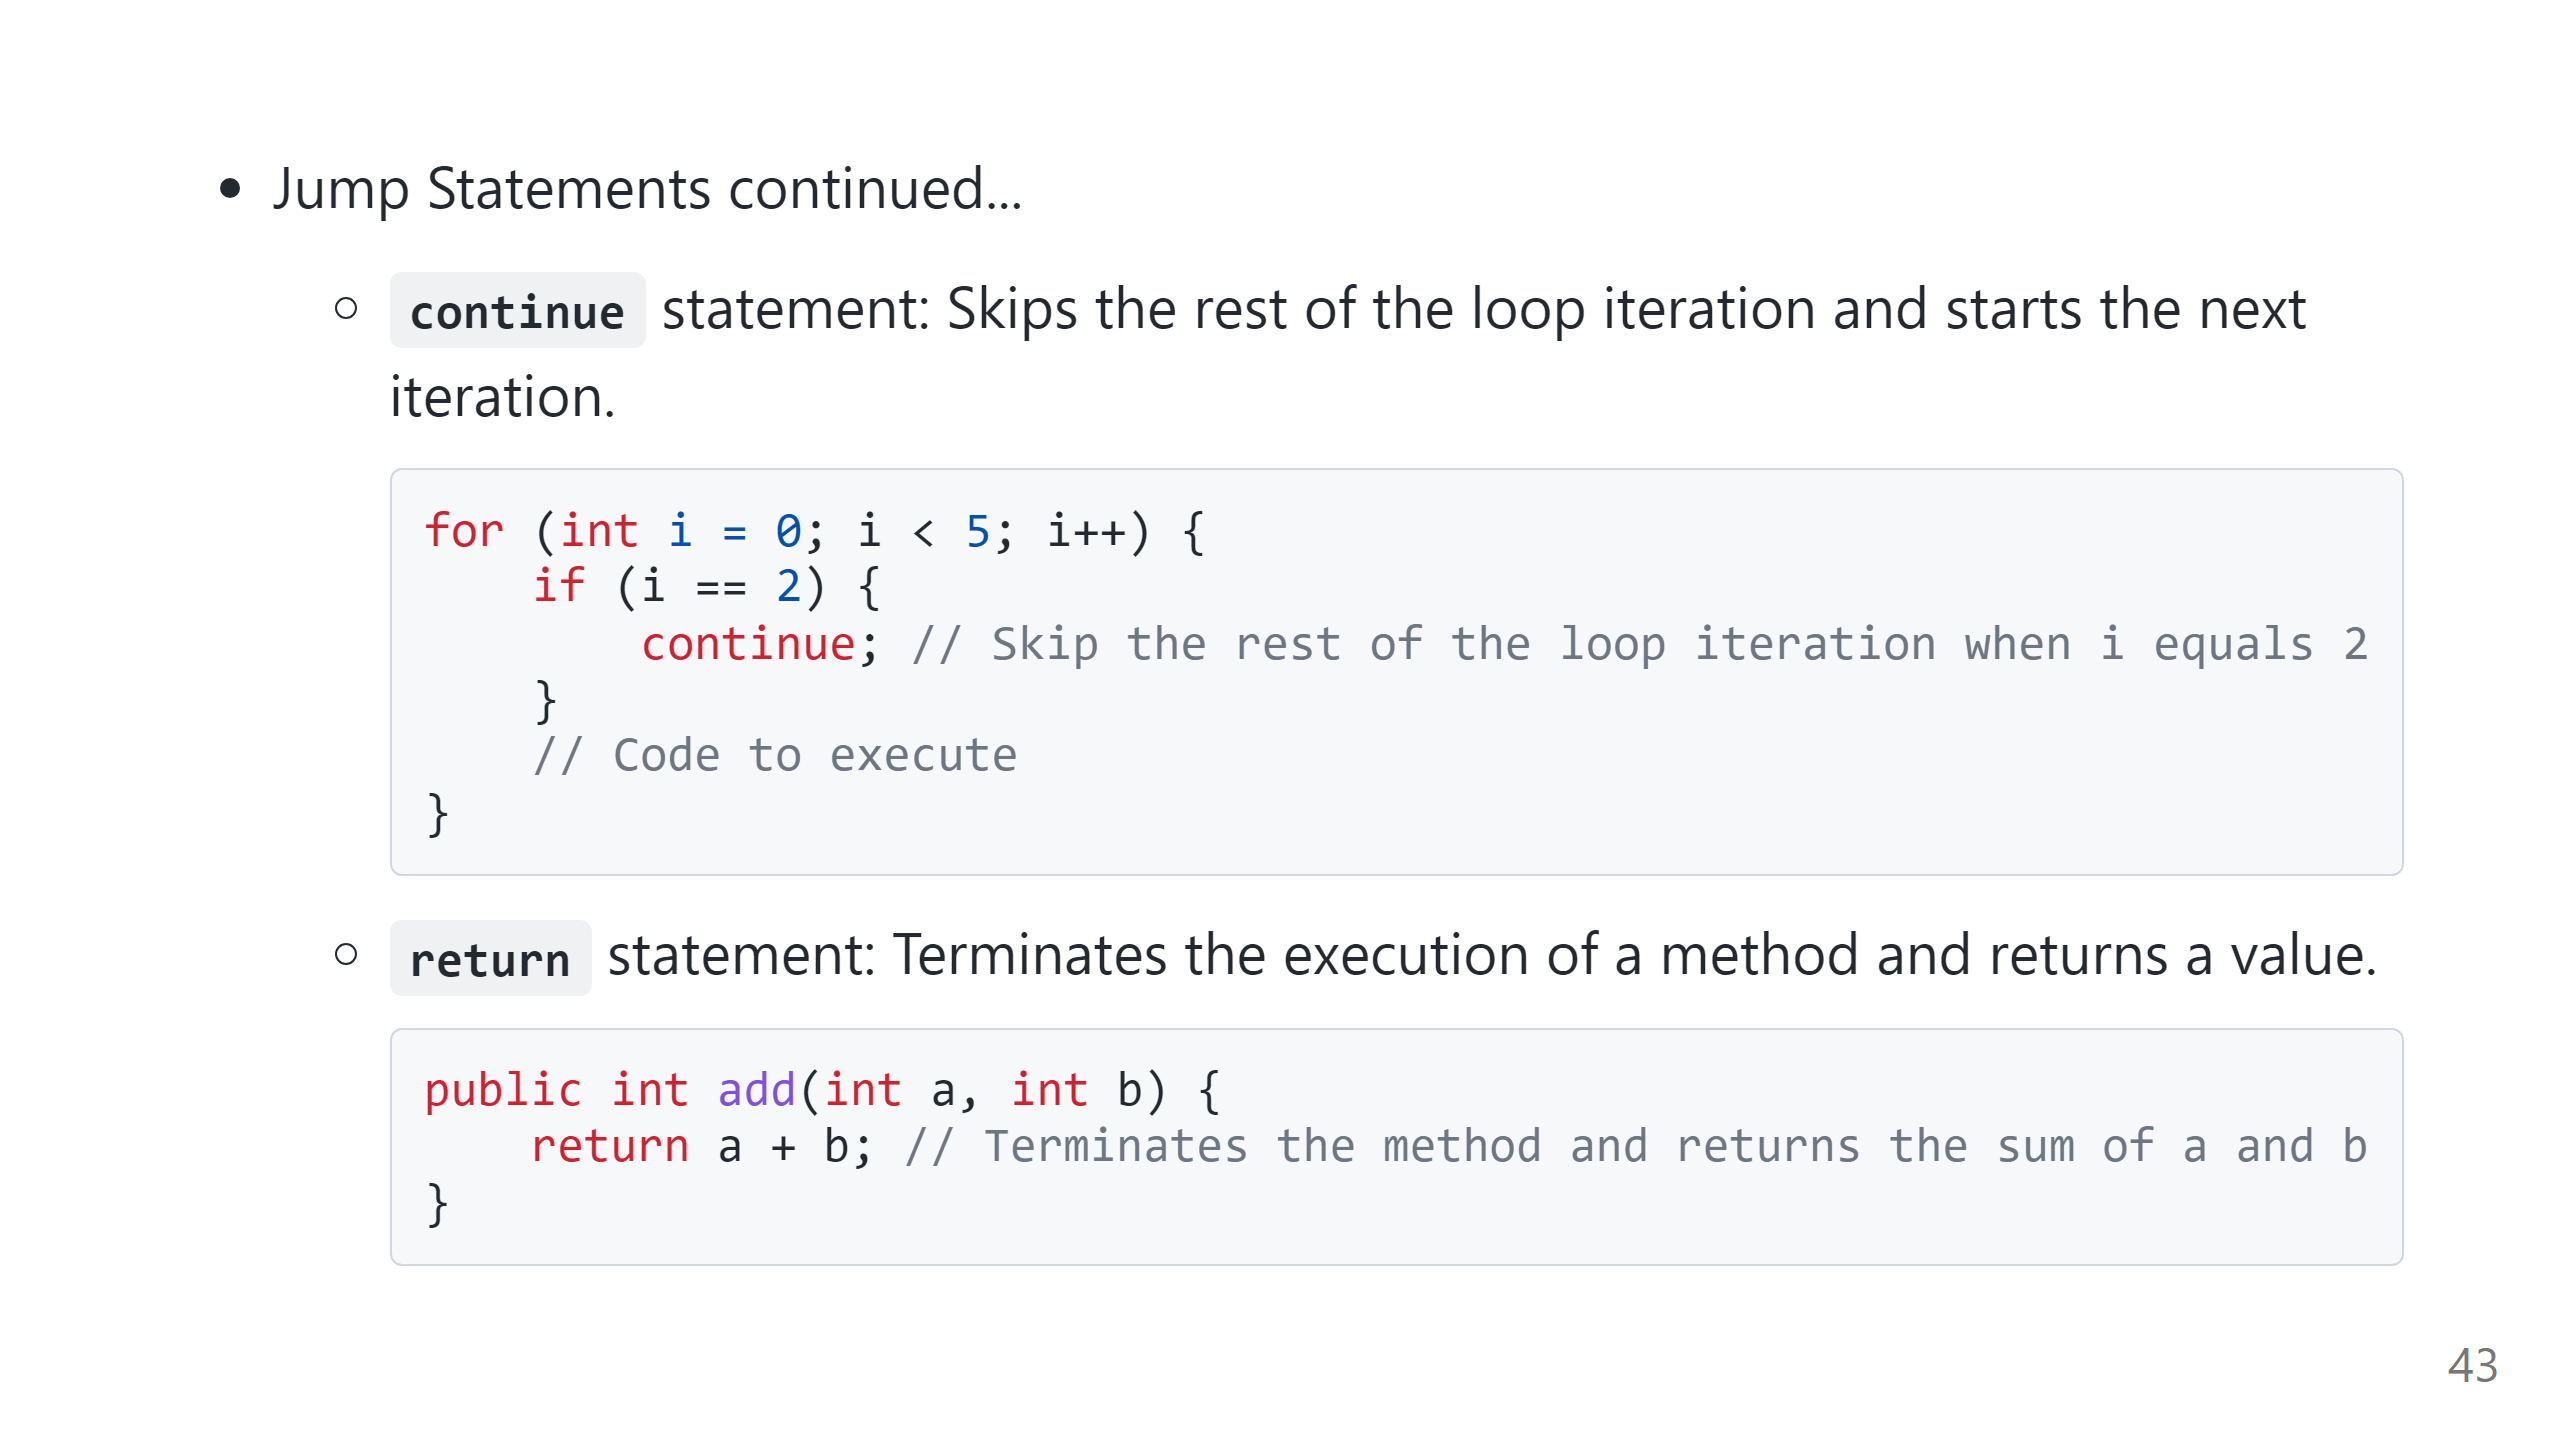 • Jump Statements continued...
○ continue statement: Skips the rest of the loop iteration and starts the next
iteration.
for (int i = 0; i < 5; i++) {
    if (i == 2) {
        continue; // Skip the rest of the loop iteration when i equals 2
    }
    // Code to execute
}
○ return statement: Terminates the execution of a method and returns a value.
public int add(int a, int b) {
    return a + b; // Terminates the method and returns the sum of a and b
}
43